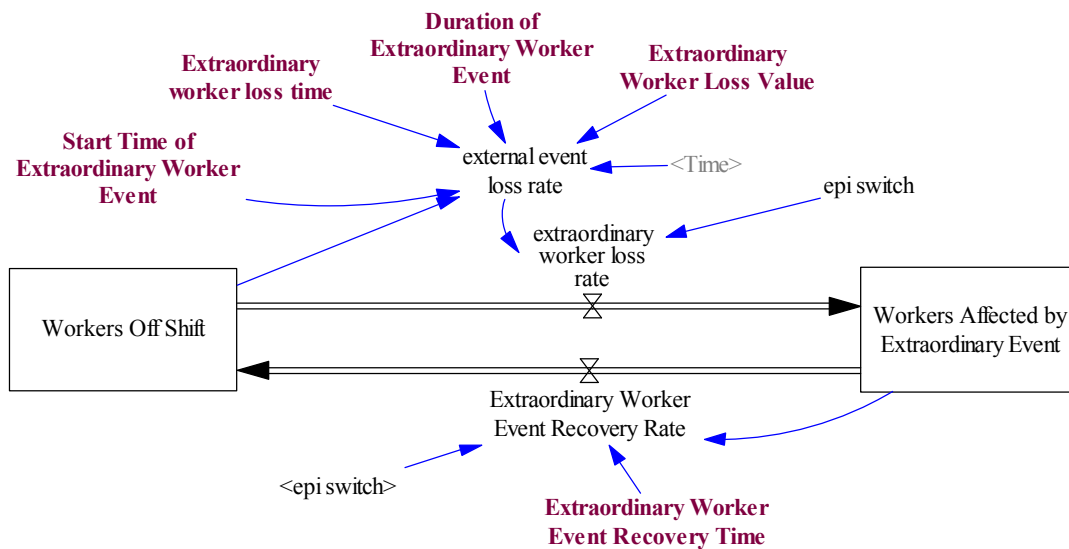 Duration of
Extraordinary Worker
Event
Extraordinary
worker loss time
Extraordinary
Worker Loss Value
Start Time of
Extraordinary Worker
Event
external event
loss rate
<Time>
epi switch
extraordinary
worker loss
rate
Workers Off Shift
Workers Affected by
Extraordinary Event
Extraordinary Worker
Event Recovery Rate
<epi switch>
Extraordinary Worker
Event Recovery Time